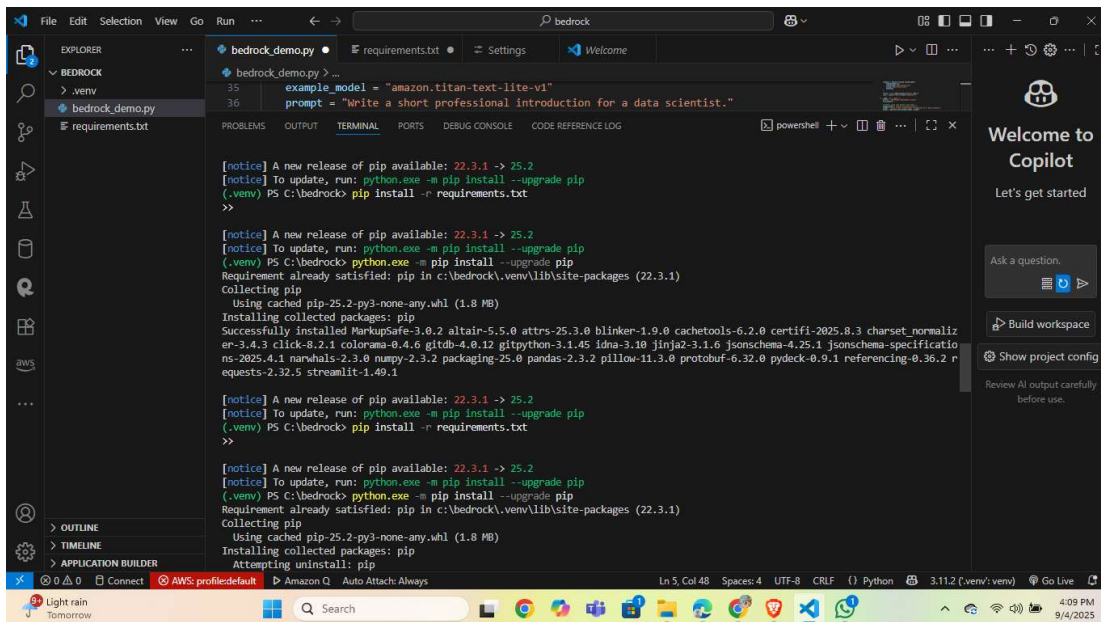 File Edit Selection View Go Run ··· bedrock
EXPLORER ···
BEDROCK
.venv
bedrock_demo.py
requirements.txt
OUTLINE
TIMELINE
APPLICATION BUILDER
bedrock_demo.py requirements.txt Settings Welcome
bedrock_demo.py > ...
35 example_model = "amazon.titan-text-lite-v1"
36 prompt = "Write a short professional introduction for a data scientist."
PROBLEMS OUTPUT TERMINAL PORTS DEBUG CONSOLE CODE REFERENCE LOG powershell
[notice] A new release of pip available: 22.3.1 -> 25.2
[notice] To update, run: python.exe -m pip install --upgrade pip
(.venv) PS C:\bedrock> pip install -r requirements.txt
>>
[notice] A new release of pip available: 22.3.1 -> 25.2
[notice] To update, run: python.exe -m pip install --upgrade pip
(.venv) PS C:\bedrock> python.exe -m pip install --upgrade pip
Requirement already satisfied: pip in c:\bedrock\.venv\lib\site-packages (22.3.1)
Collecting pip
Using cached pip-25.2-py3-none-any.whl (1.8 MB)
Installing collected packages: pip
Successfully installed MarkupSafe-3.0.2 altair-5.5.0 attrs-25.3.0 blinker-1.9.0 cachetools-6.2.0 certifi-2025.8.3 charset_normaliz
er-3.4.3 click-8.2.1 colorama-0.4.6 gitdb-4.0.12 gitpython-3.1.45 idna-3.10 jinja2-3.1.6 jsonschema-4.25.1 jsonschema-specificatio
ns-2025.4.1 narwhals-2.3.0 numpy-2.3.2 packaging-25.0 pandas-2.3.2 pillow-11.3.0 protobuf-6.32.0 pydeck-0.9.1 referencing-0.36.2 r
equests-2.32.5 streamlit-1.49.1
[notice] A new release of pip available: 22.3.1 -> 25.2
[notice] To update, run: python.exe -m pip install --upgrade pip
(.venv) PS C:\bedrock> pip install -r requirements.txt
>>
[notice] A new release of pip available: 22.3.1 -> 25.2
[notice] To update, run: python.exe -m pip install --upgrade pip
(.venv) PS C:\bedrock> python.exe -m pip install --upgrade pip
Requirement already satisfied: pip in c:\bedrock\.venv\lib\site-packages (22.3.1)
Collecting pip
Using cached pip-25.2-py3-none-any.whl (1.8 MB)
Installing collected packages: pip
Attempting uninstall: pip
Welcome to
Copilot
Let's get started
Ask a question.
Build workspace
Show project config
Review AI output carefully
before use.
aws
2
0 0 Connect AWS: profile:default Amazon Q Auto Attach: Always Ln 5, Col 48 Spaces: 4 UTF-8 CRLF {} Python 3.11.2 ('.venv': venv) Go Live
9+ Light rain
Tomorrow
Search
4:09 PM
9/4/2025